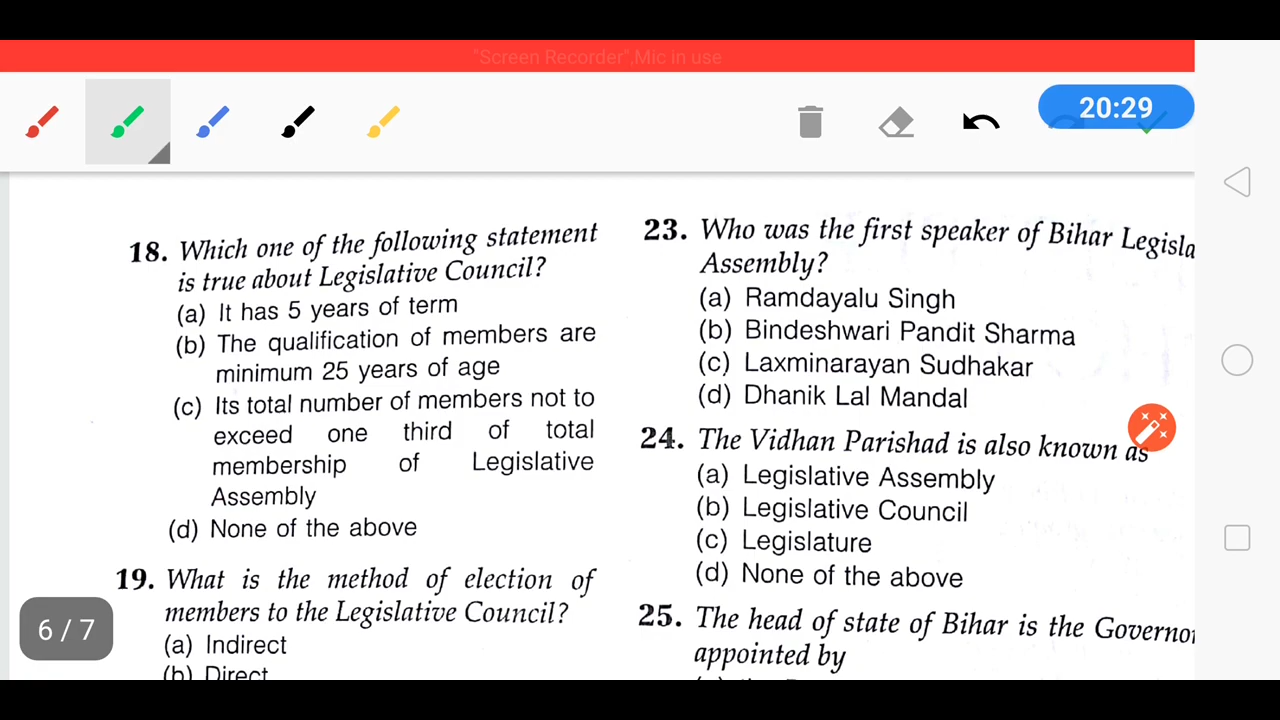 "Screen Recorder",Mic in use
20:29
18. Which one of the following statement
is true about Legislative Council?
(a) It has 5 years of term
(b) The qualification of members are
minimum 25 years of age
(c) Its total number of members not to
exceed one third of total
membership of Legislative
Assembly
(d) None of the above
19. What is the method of election of
members to the Legislative Council?
(a) Indirect
(b) Direct
6 / 7
23. Who was the first speaker of Bihar Legisla
Assembly?
(a) Ramdayalu Singh
(b) Bindeshwari Pandit Sharma
(c) Laxminarayan Sudhakar
(d) Dhanik Lal Mandal
24. The Vidhan Parishad is also known as
(a) Legislative Assembly
(b) Legislative Council
(c) Legislature
(d) None of the above
25. The head of state of Bihar is the Governor
appointed by